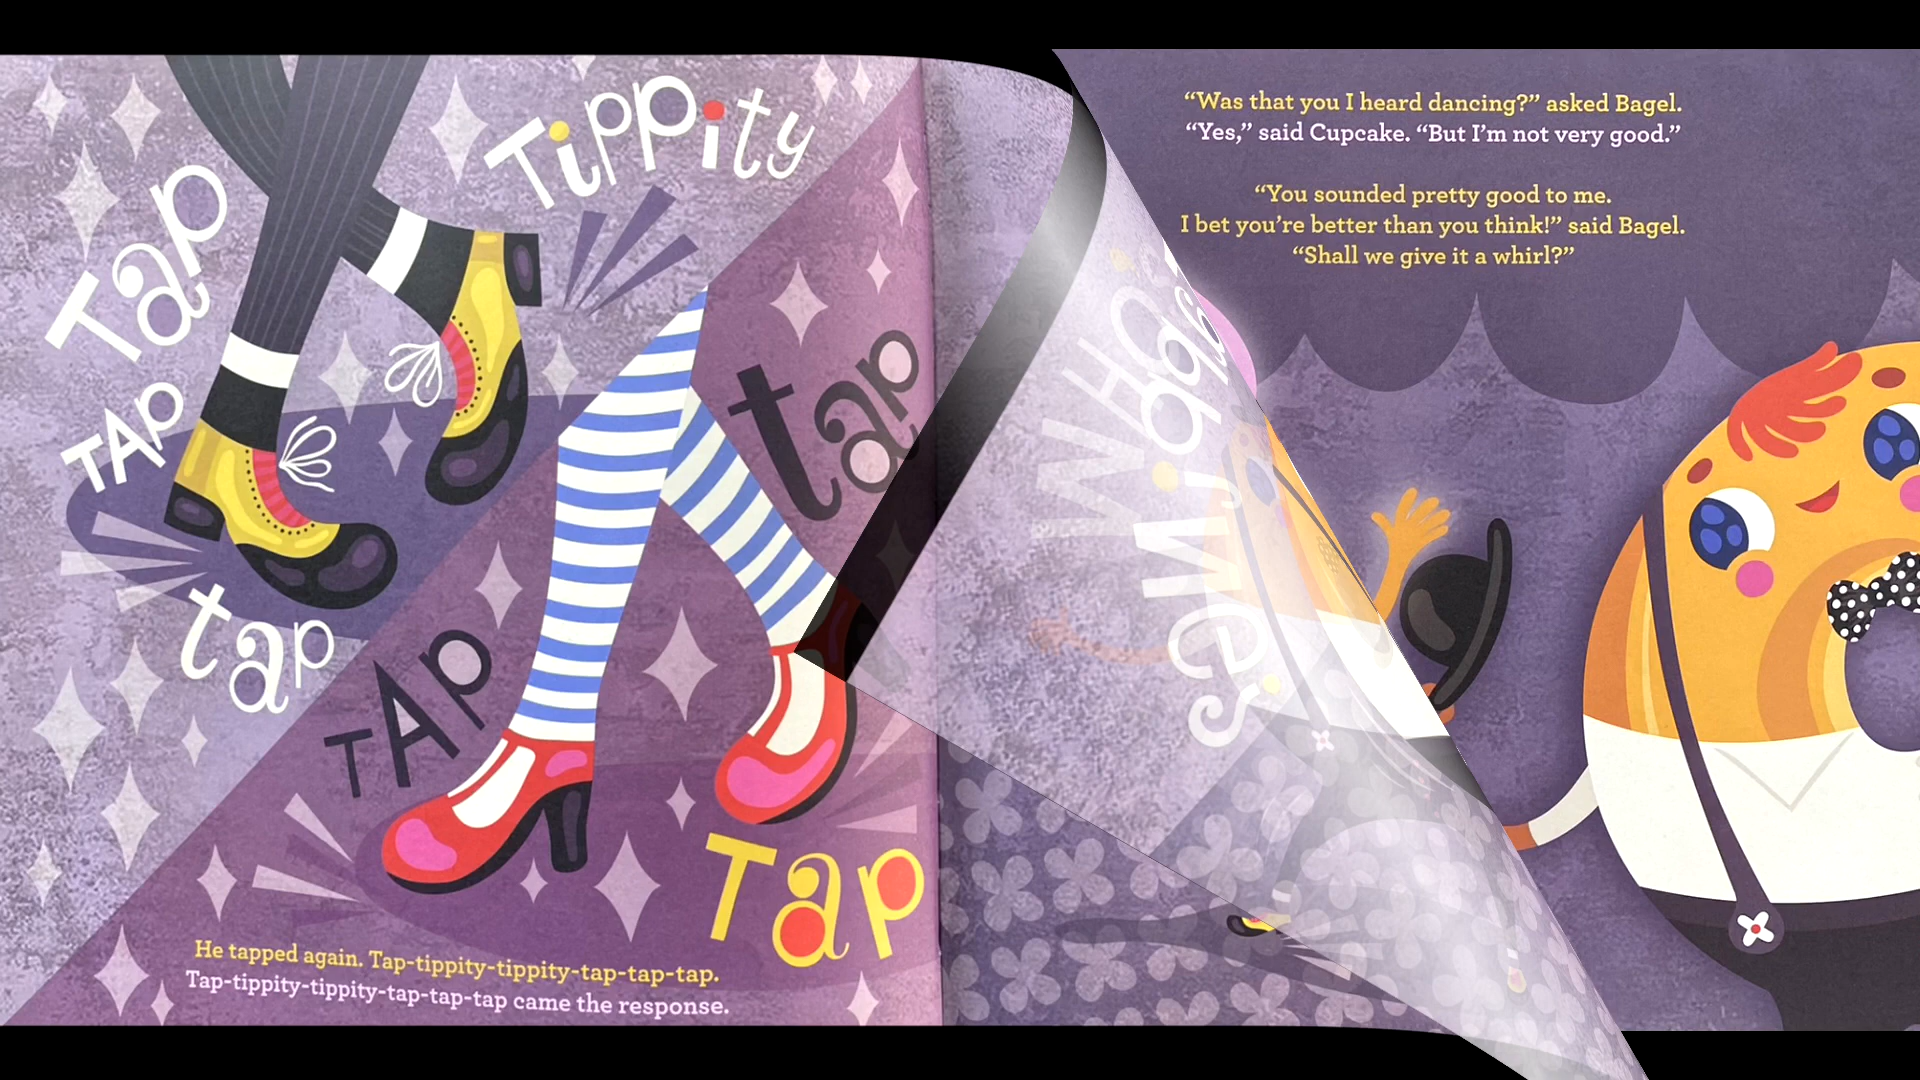 Tippity
Tap
TAp
tap
tap
TAp
Tap
He tapped again. Tap-tippity-tippity-tap-tap-tap.
Tap-tippity-tippity-tap-tap-tap came the response.
“Was that you I heard dancing?” asked Bagel.
“Yes,” said Cupcake. “But I’m not very good.”
“You sounded pretty good to me.
I bet you’re better than you think!” said Bagel.
“Shall we give it a whirl?”